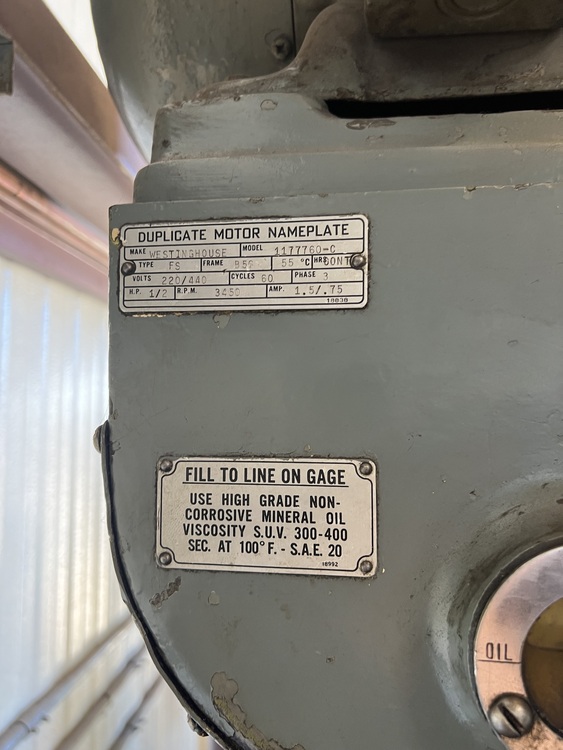 DUPLICATE MOTOR NAMEPLATE
MAKE WESTINGHOUSE MODEL 1177760-C
TYPE FS FRAME 55 °C HRS CONT
VOLTS 220/440 CYCLES 60 PHASE 3
H.P. 1/2 R.P.M. 3450 AMP. 1.5/.75
10030
FILL TO LINE ON GAGE
USE HIGH GRADE NON-
CORROSIVE MINERAL OIL
VISCOSITY S.U.V. 300-400
SEC. AT 100° F. - S.A.E. 20
18992
OIL